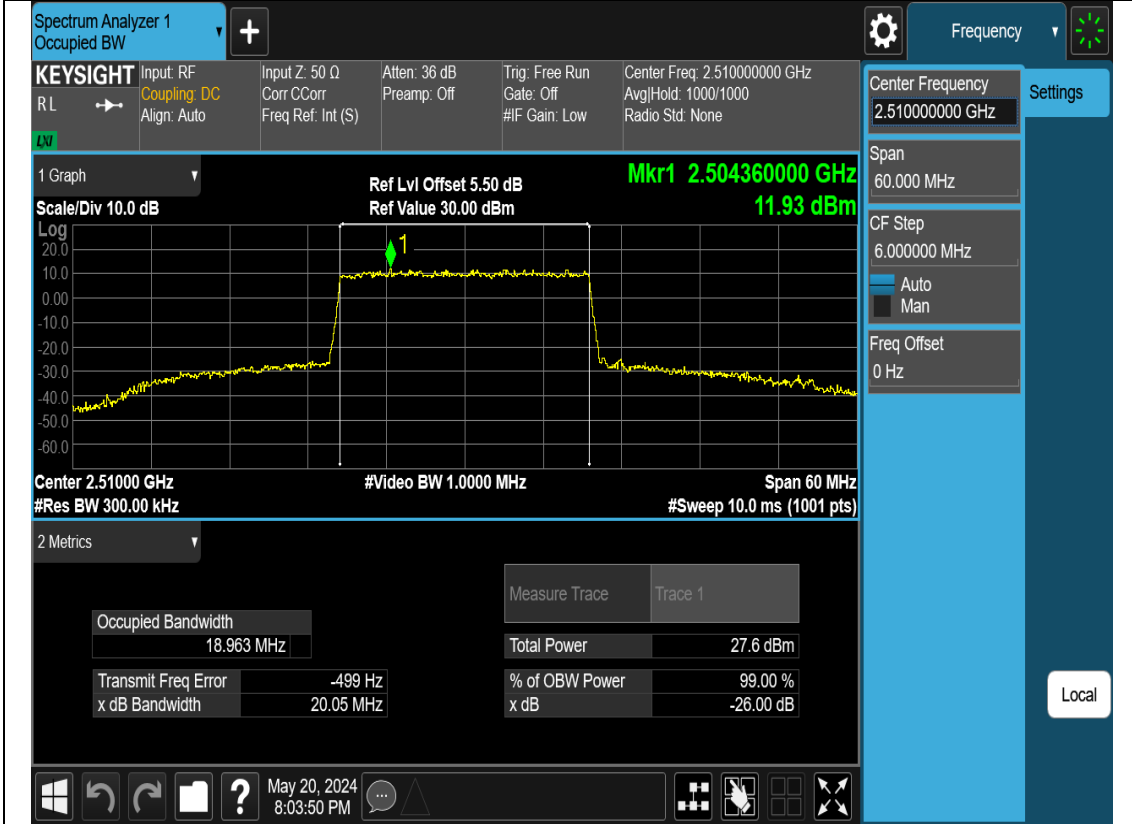 Spectrum Analyzer 1
Occupied BW
+
Frequency
KEYSIGHT
RL
LXI
Input: RF
Coupling: DC
Align: Auto
Input Z: 50 Ω
Corr CCorr
Freq Ref: Int (S)
Atten: 36 dB
Preamp: Off
Trig: Free Run
Gate: Off
#IF Gain: Low
Center Freq: 2.510000000 GHz
Avg|Hold: 1000/1000
Radio Std: None
Center Frequency
2.510000000 GHz
Settings
Span
60.000 MHz
CF Step
6.000000 MHz
Auto
Man
Freq Offset
0 Hz
Local
1 Graph
Scale/Div 10.0 dB
Ref Lvl Offset 5.50 dB
Ref Value 30.00 dBm
Mkr1 2.504360000 GHz
11.93 dBm
Log
20.0
10.0
0.00
-10.0
-20.0
-30.0
-40.0
-50.0
-60.0
1
Center 2.51000 GHz
#Video BW 1.0000 MHz
Span 60 MHz
#Res BW 300.00 kHz
#Sweep 10.0 ms (1001 pts)
2 Metrics
Measure Trace Trace 1
Occupied Bandwidth
18.963 MHz
Total Power 27.6 dBm
Transmit Freq Error -499 Hz
% of OBW Power 99.00 %
x dB Bandwidth 20.05 MHz
x dB -26.00 dB
?
May 20, 2024
8:03:50 PM